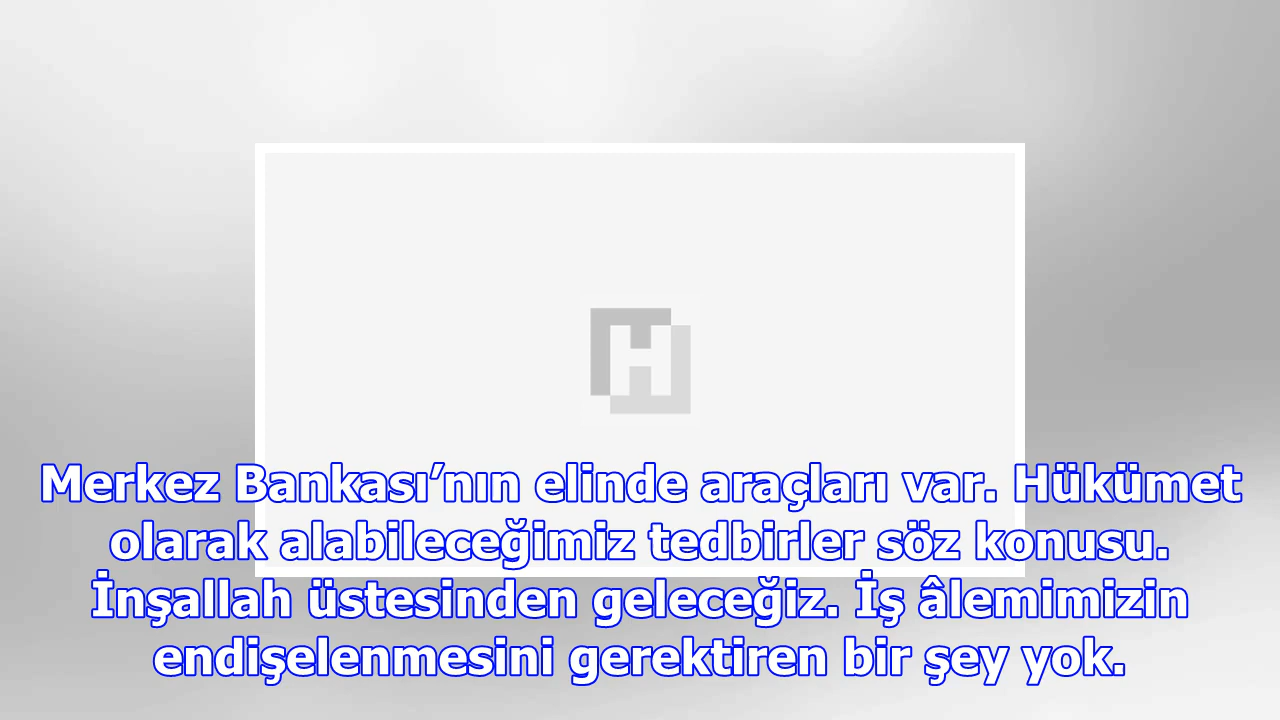 H
Merkez Bankası’nın elinde araçları var. Hükümet
olarak alabileceğimiz tedbirler söz konusu.
İnşallah üstesinden geleceğiz. İş âlemimizin
endişelenmesini gerektiren bir şey yok.